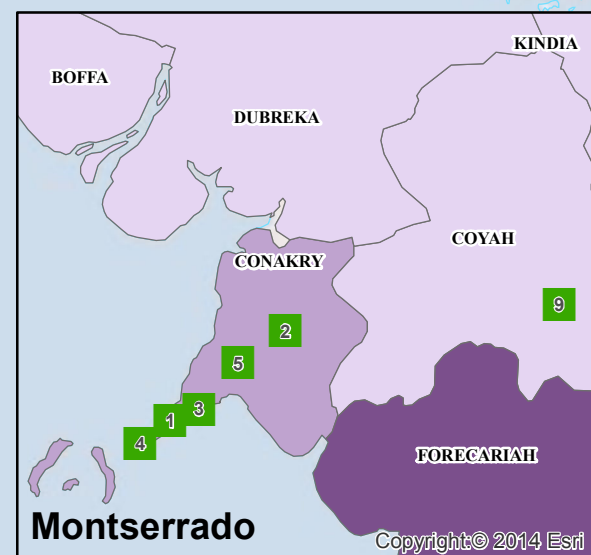 KINDIA
BOFFA
DUBREKA
COYAH
CONAKRY
9
2
5
3
1
4
FORECARIAH
Montserrado
Copyright:© 2014 Esri